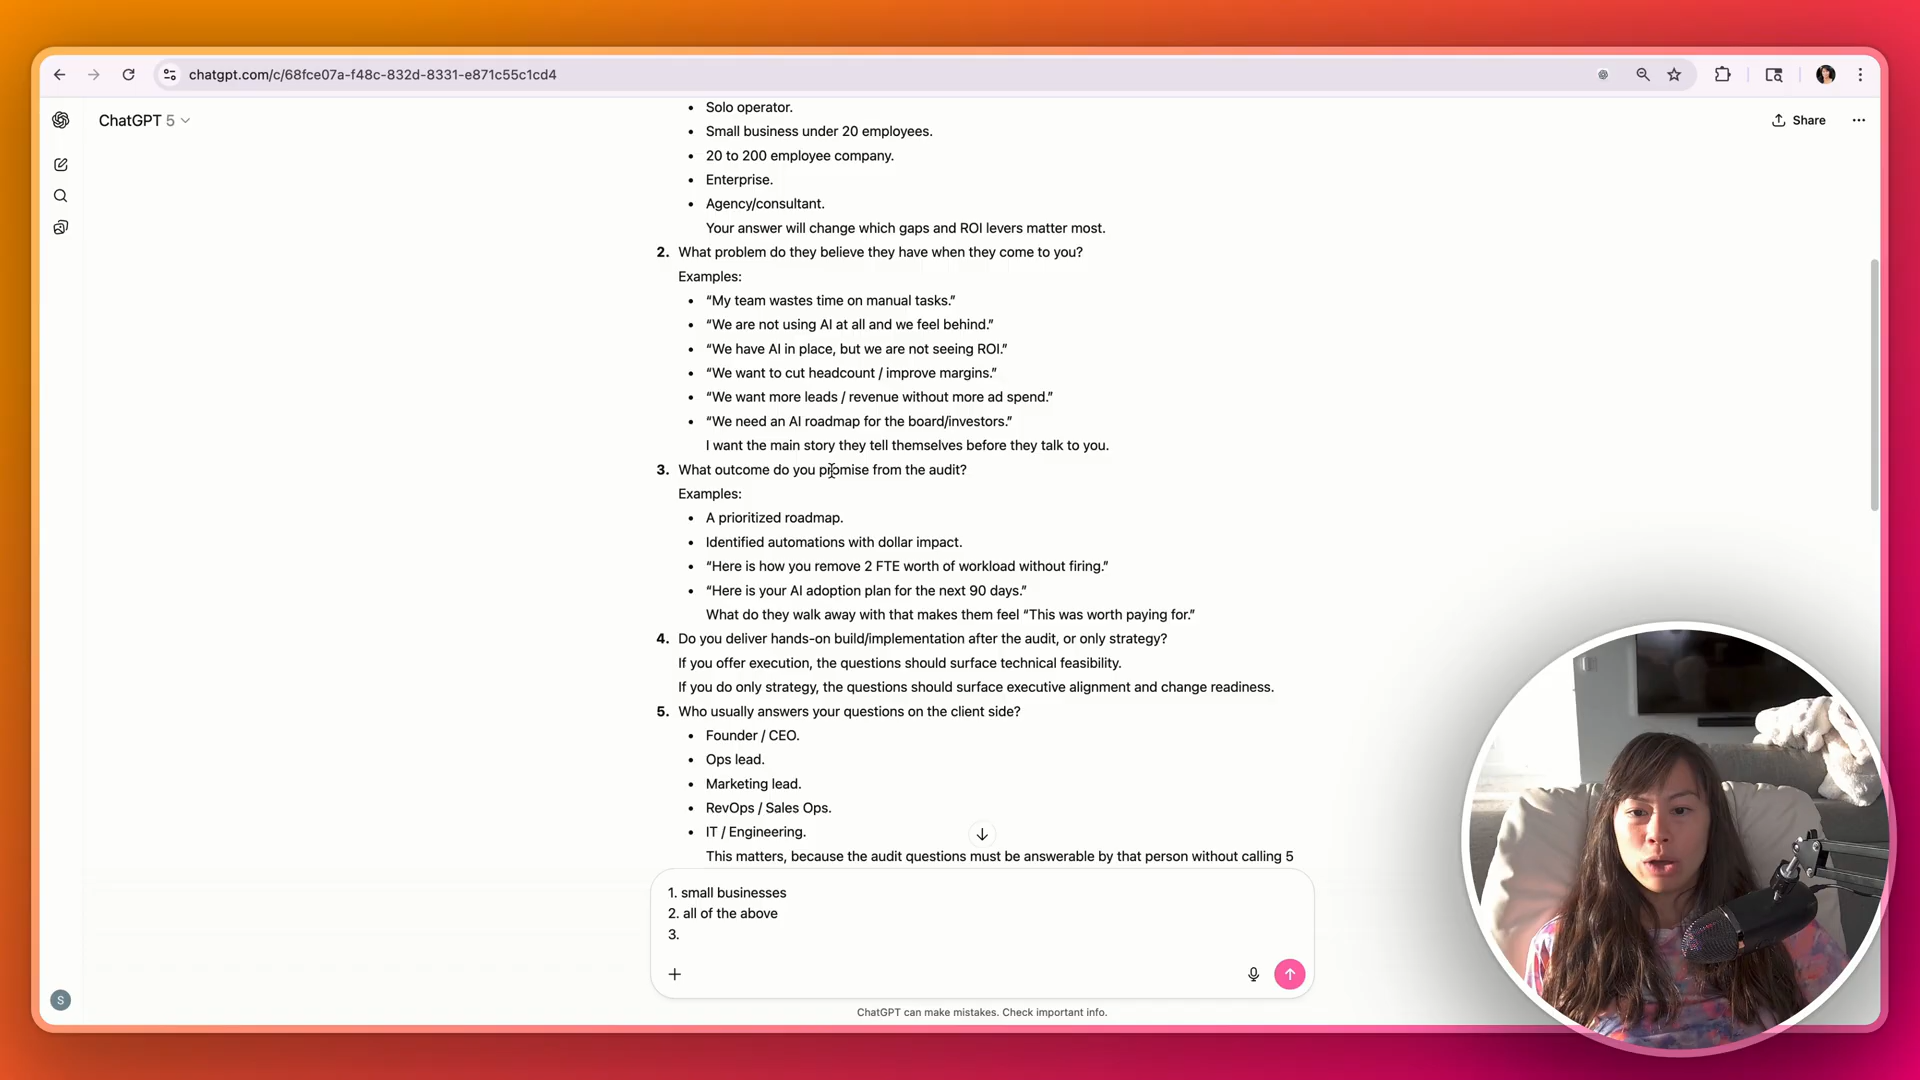 chatgpt.com/c/68fce07a-f48c-832d-8331-e871c55c1cd4
ChatGPT 5
Share
• Solo operator.
• Small business under 20 employees.
• 20 to 200 employee company.
• Enterprise.
• Agency/consultant.
Your answer will change which gaps and ROI levers matter most.
2. What problem do they believe they have when they come to you?
Examples:
• “My team wastes time on manual tasks.”
• “We are not using AI at all and we feel behind.”
• “We have AI in place, but we are not seeing ROI.”
• “We want to cut headcount / improve margins.”
• “We want more leads / revenue without more ad spend.”
• “We need an AI roadmap for the board/investors.”
I want the main story they tell themselves before they talk to you.
3. What outcome do you promise from the audit?
Examples:
• A prioritized roadmap.
• Identified automations with dollar impact.
• “Here is how you remove 2 FTE worth of workload without firing.”
• “Here is your AI adoption plan for the next 90 days.”
What do they walk away with that makes them feel “This was worth paying for.”
4. Do you deliver hands-on build/implementation after the audit, or only strategy?
If you offer execution, the questions should surface technical feasibility.
If you do only strategy, the questions should surface executive alignment and change readiness.
5. Who usually answers your questions on the client side?
• Founder / CEO.
• Ops lead.
• Marketing lead.
• RevOps / Sales Ops.
• IT / Engineering.
This matters, because the audit questions must be answerable by that person without calling 5
1. small businesses
2. all of the above
3.
S
ChatGPT can make mistakes. Check important info.